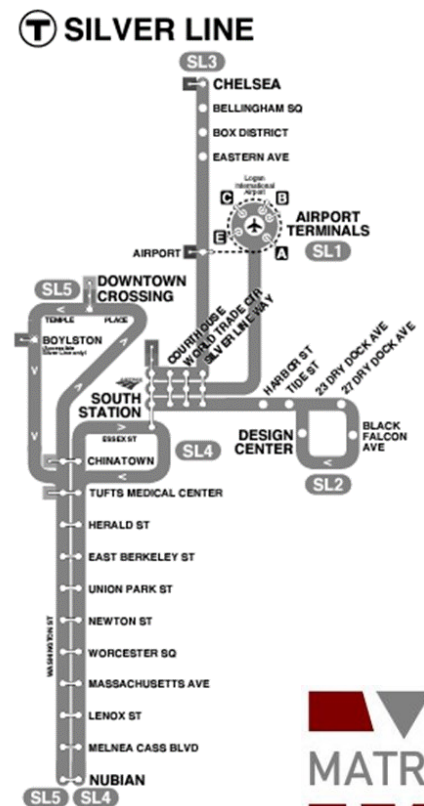 T SILVER LINE
SL3
CHELSEA
BELLINGHAM SQ
BOX DISTRICT
EASTERN AVE
Logan
International
Airport
C
B
E
A
AIRPORT
TERMINALS
SL1
AIRPORT
SL5
DOWNTOWN
CROSSING
TEMPLE PLACE
BOYLSTON
COURTHOUSE
WORLD TRADE CTR
SILVER LINE WAY
HARBOR ST
TIDE ST
23 DRY DOCK AVE
27 DRY DOCK AVE
SOUTH
STATION
ESSEX ST
SL4
DESIGN
CENTER
BLACK
FALCON
AVE
SL2
CHINATOWN
TUFTS MEDICAL CENTER
HERALD ST
EAST BERKELEY ST
UNION PARK ST
NEWTON ST
WORCESTER SQ
WASHINGTON ST
MASSACHUSETTS AVE
LENOX ST
MELNEA CASS BLVD
NUBIAN
SL5 SL4
MATR